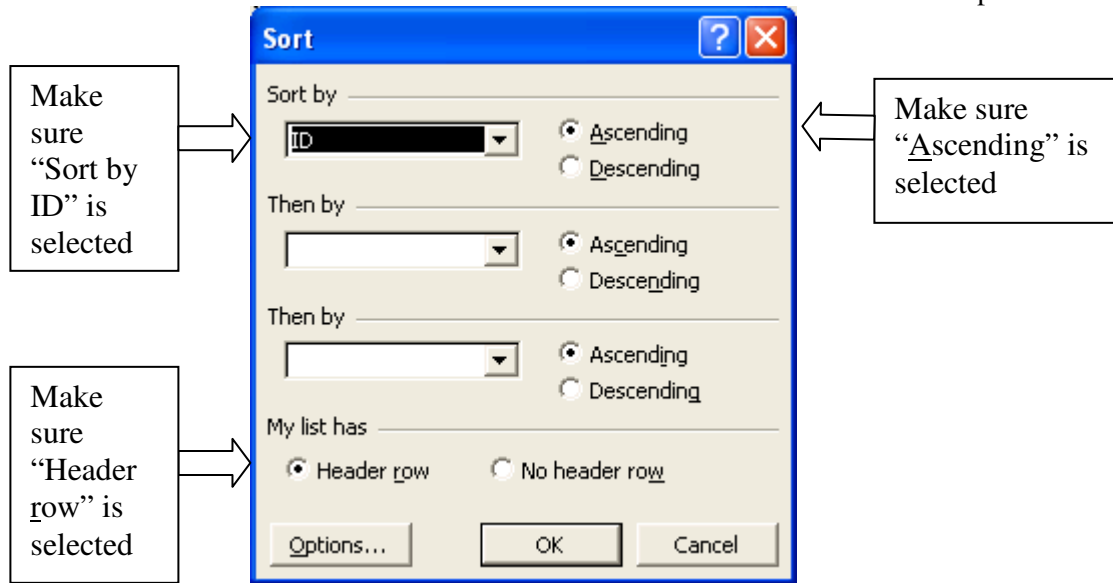 Sort
Make
sure
“Sort by
ID” is
selected
Sort by
ID
Ascending
Descending
Make sure
“Ascending” is
selected
Then by
Ascending
Descending
Then by
Ascending
Descending
Make
sure
“Header
row” is
selected
My list has
Header row
No header row
Options...
OK
Cancel